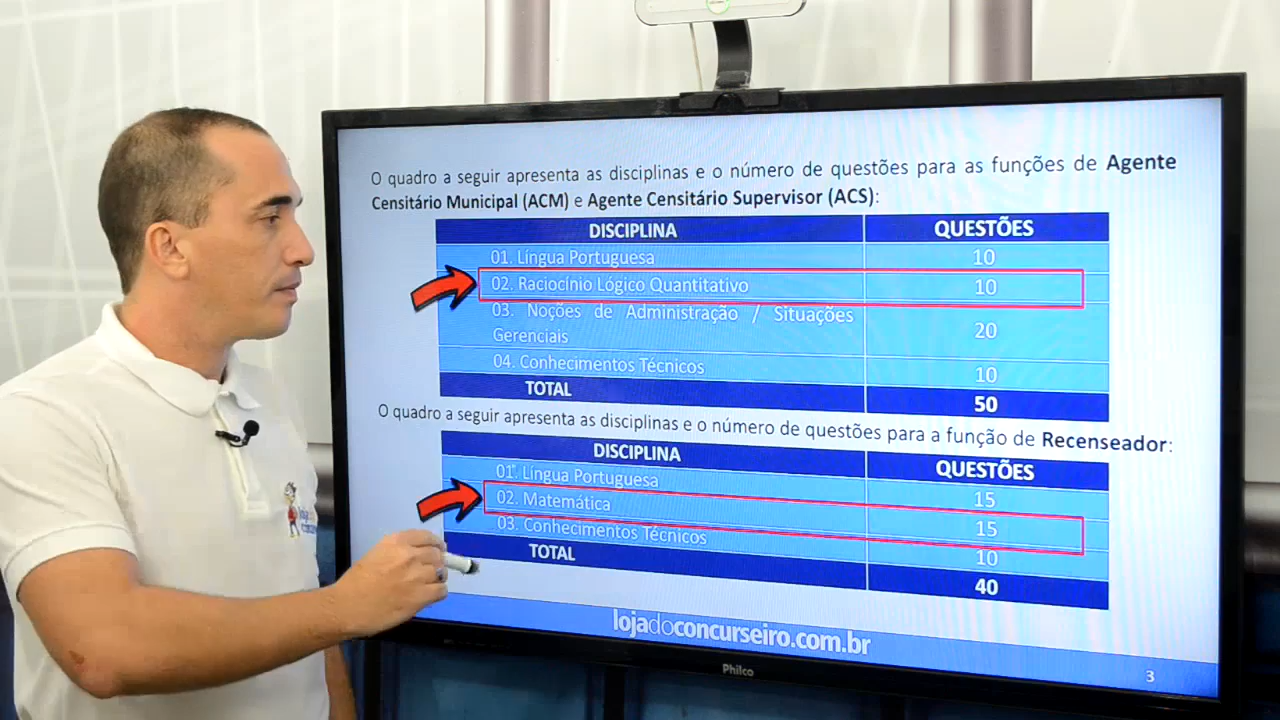 O quadro a seguir apresenta as disciplinas e o número de questões para as funções de Agente
Censitário Municipal (ACM) e Agente Censitário Supervisor (ACS):
DISCIPLINA QUESTÕES
01. Língua Portuguesa 10
02. Raciocínio Lógico Quantitativo 10
03. Noções de Administração / Situações
Gerenciais 20
04. Conhecimentos Técnicos 10
TOTAL 50
O quadro a seguir apresenta as disciplinas e o número de questões para a função de Recenseador:
DISCIPLINA QUESTÕES
01. Língua Portuguesa 15
02. Matemática 15
03. Conhecimentos Técnicos 10
TOTAL 40
lojadoconcurseiro.com.br
3
Philco